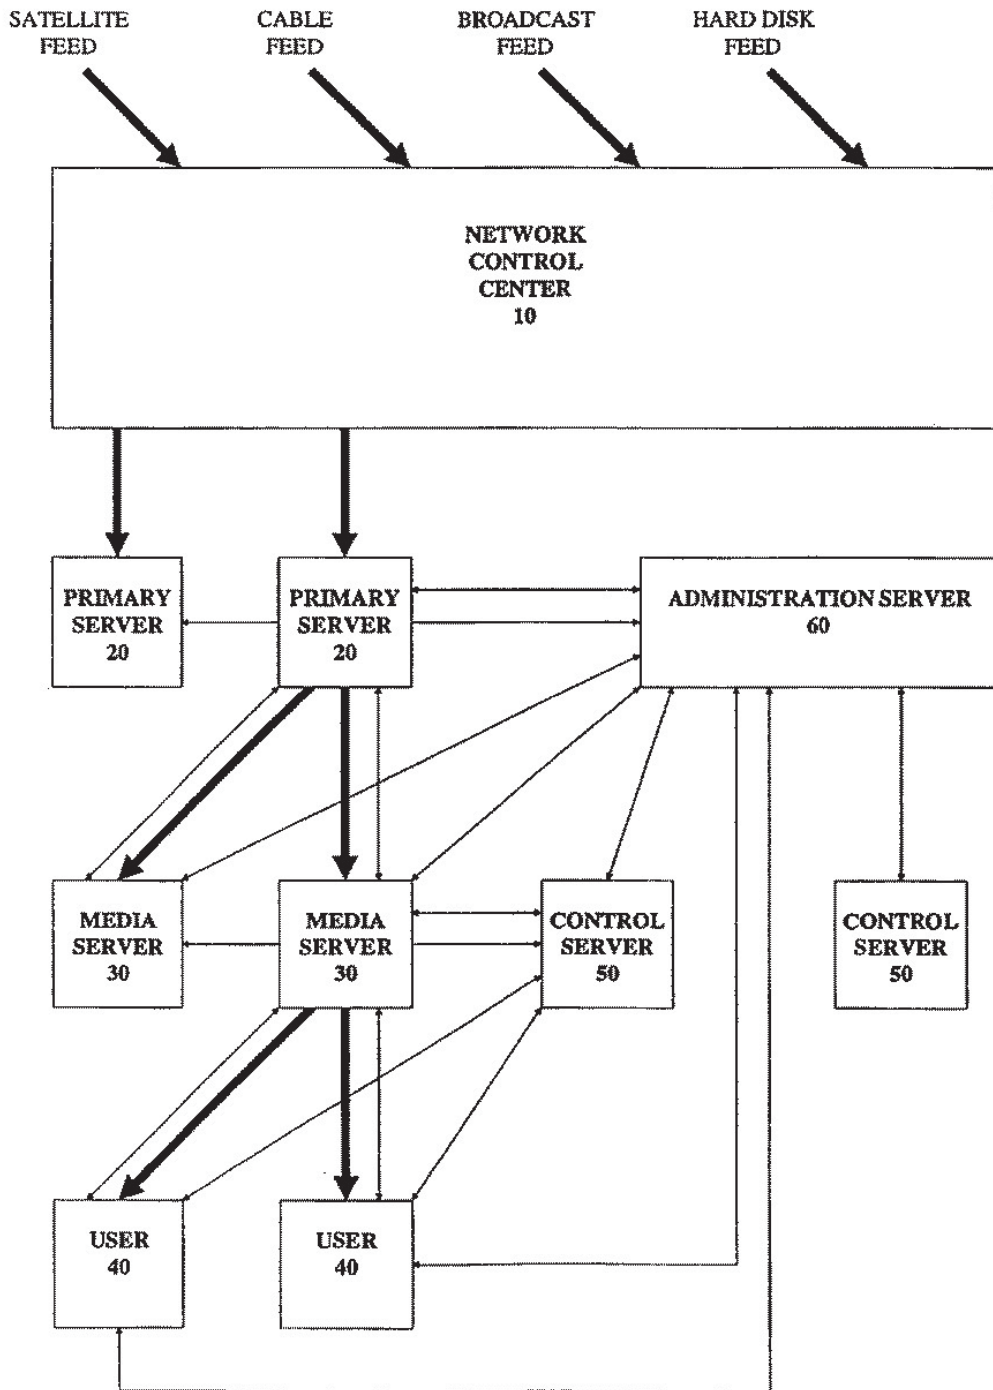 SATELLITE
FEED
CABLE
FEED
BROADCAST
FEED
HARD DISK
FEED
NETWORK
CONTROL
CENTER
10
PRIMARY
SERVER
20
PRIMARY
SERVER
20
ADMINISTRATION SERVER
60
MEDIA
SERVER
30
MEDIA
SERVER
30
CONTROL
SERVER
50
CONTROL
SERVER
50
USER
40
USER
40